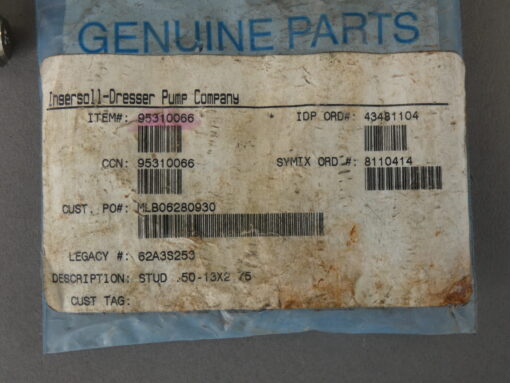 GENUINE PARTS
Ingersoll-Dresser Pump Company
ITEM#: 95310066 IDP ORD#: 43481104
CCN: 95310066 SYMIX ORD #: 8110414
CUST. PO#: MLB06280930
LEGACY #: 62A3S253
DESCRIPTION: STUD .50-13X2 75
CUST TAG: